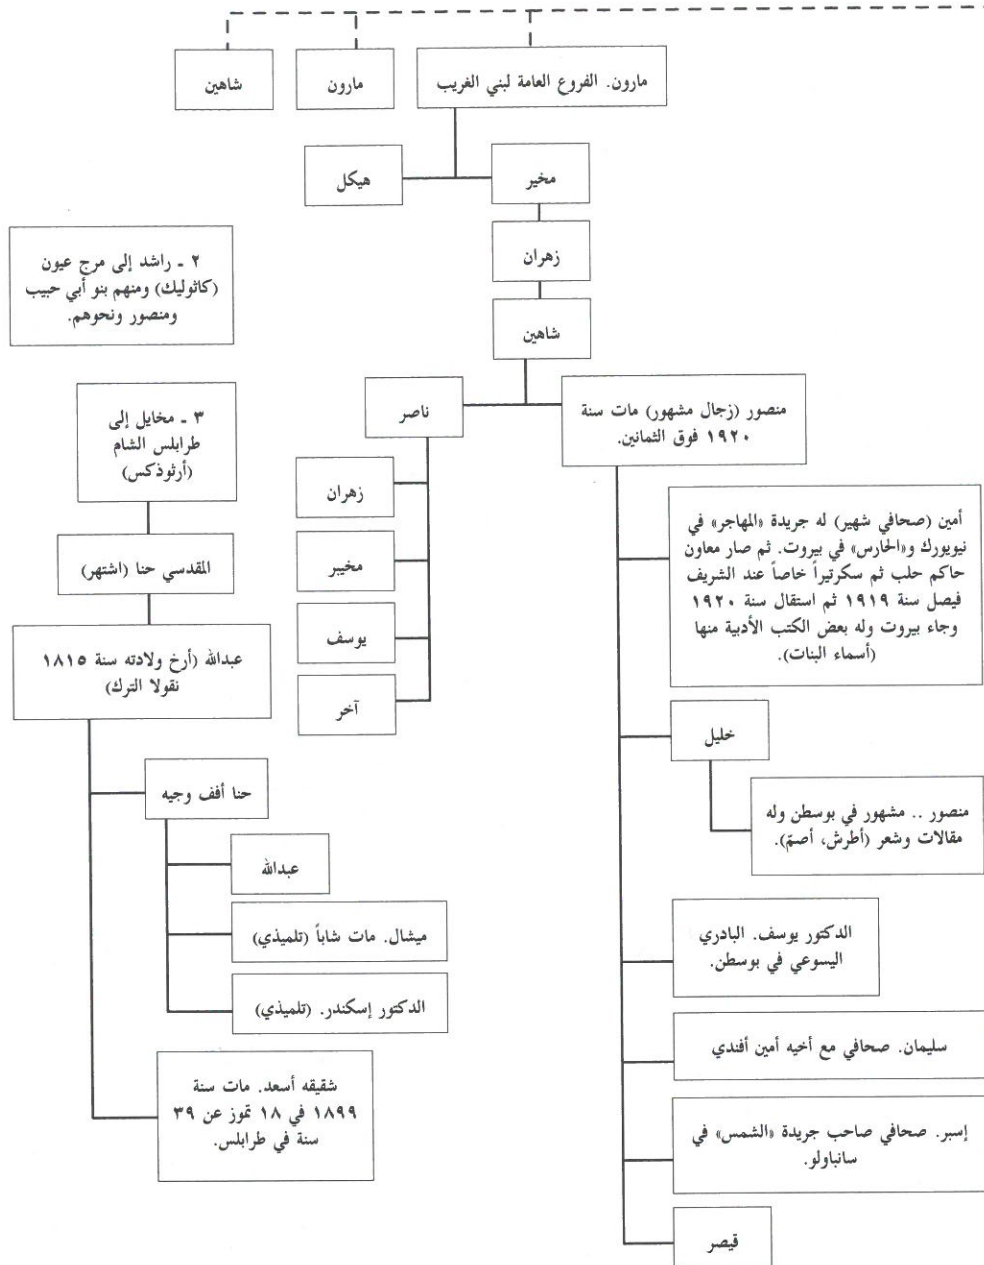 مارون. الفروع العامة لبني الغريب
مارون
شاهين
مخير
هيكل
زهران
شاهين
منصور (زجال مشهور) مات سنة
١٩٢٠ فوق الثمانين.
ناصر
زهران
مخيبر
يوسف
آخر
أمين (صحافي شهير) له جريدة «المهاجر» في
نيويورك و«الحارس» في بيروت. ثم صار معاون
حاكم حلب ثم سكرتيراً خاصاً عند الشريف
فيصل سنة ١٩١٩ ثم استقال سنة ١٩٢٠
وجاء بيروت وله بعض الكتب الأدبية منها
(أسماء البنات).
خليل
منصور .. مشهور في بوسطن وله
مقالات وشعر (أطرش، أصمّ).
الدكتور يوسف. البادري
اليسوعي في بوسطن.
سليمان. صحافي مع أخيه أمين أفندي
إسبر. صحافي صاحب جريدة «الشمس» في
سانباولو.
قيصر
٢ ـ راشد إلى مرج عيون
(كاثوليك) ومنهم بنو أبي حبيب
ومنصور ونحوهم.
٣ ـ مخايل إلى
طرابلس الشام
(أرثوذكس)
المقدسي حنا (اشتهر)
عبدالله (أرخ ولادته سنة ١٨١٥
نقولا الترك)
حنا أفف وجيه
عبدالله
ميشال. مات شاباً (تلميذي)
الدكتور إسكندر. (تلميذي)
شقيقه أسعد. مات سنة
١٨٩٩ في ١٨ تموز عن ٣٩
سنة في طرابلس.